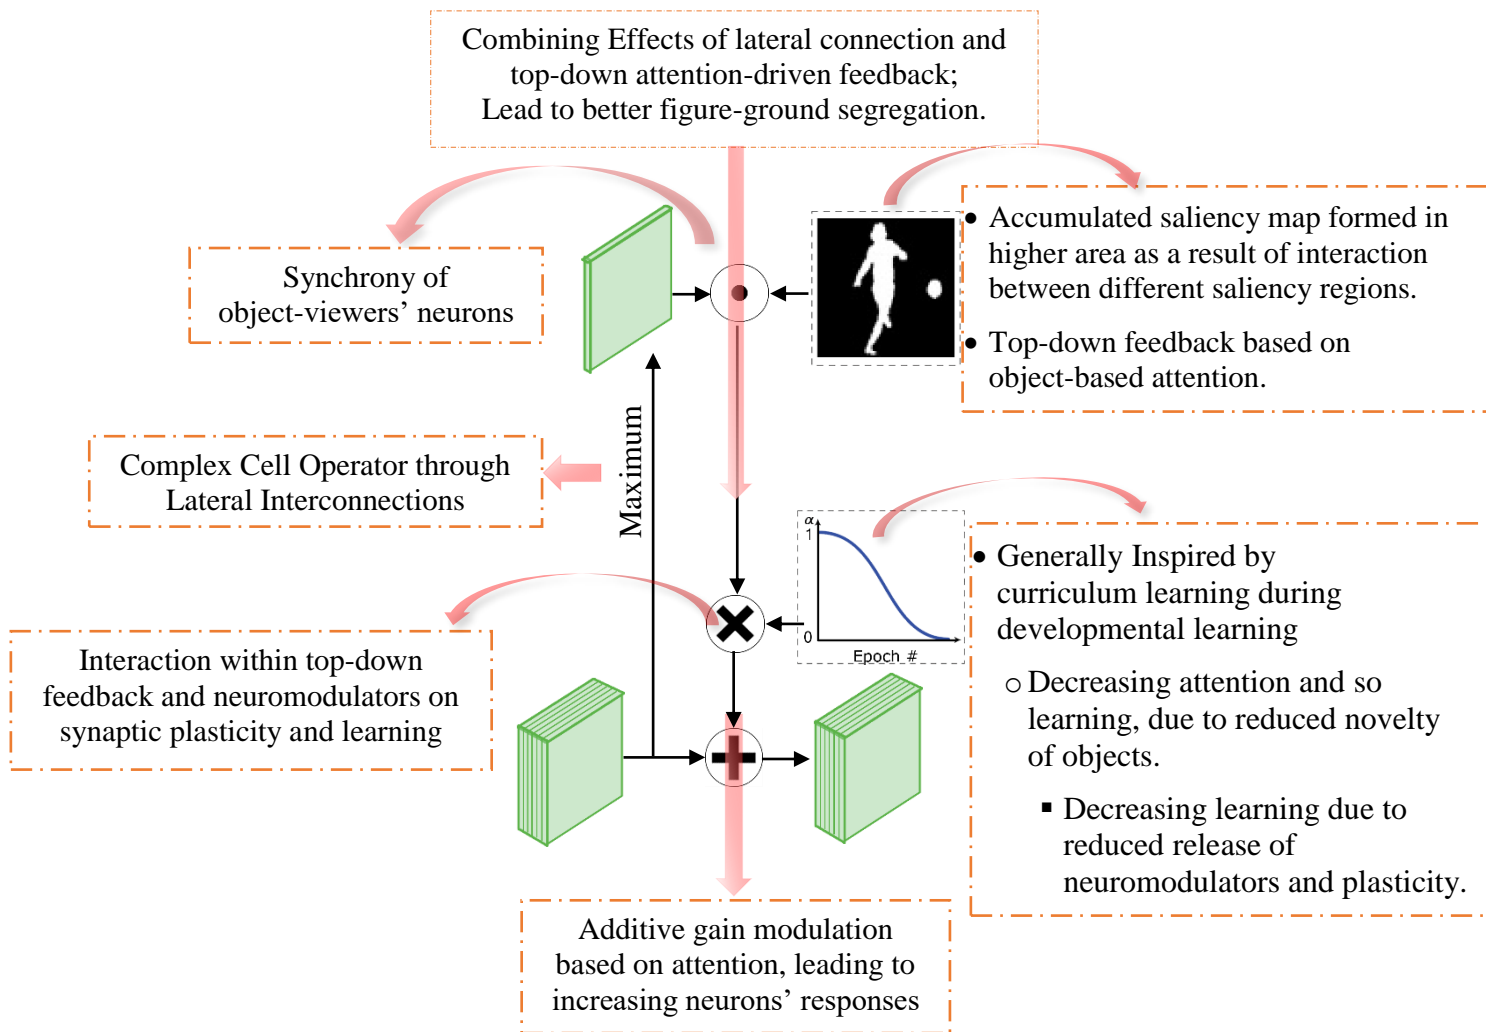 Combining Effects of lateral connection and
top-down attention-driven feedback;
Lead to better figure-ground segregation.
Synchrony of
object-viewers’ neurons
• Accumulated saliency map formed in
higher area as a result of interaction
between different saliency regions.
• Top-down feedback based on
object-based attention.
Complex Cell Operator through
Lateral Interconnections
Maximum
α
1
0
Epoch #
• Generally Inspired by
curriculum learning during
developmental learning
○ Decreasing attention and so
learning, due to reduced novelty
of objects.
▪ Decreasing learning due to
reduced release of
neuromodulators and plasticity.
Interaction within top-down
feedback and neuromodulators on
synaptic plasticity and learning
Additive gain modulation
based on attention, leading to
increasing neurons’ responses